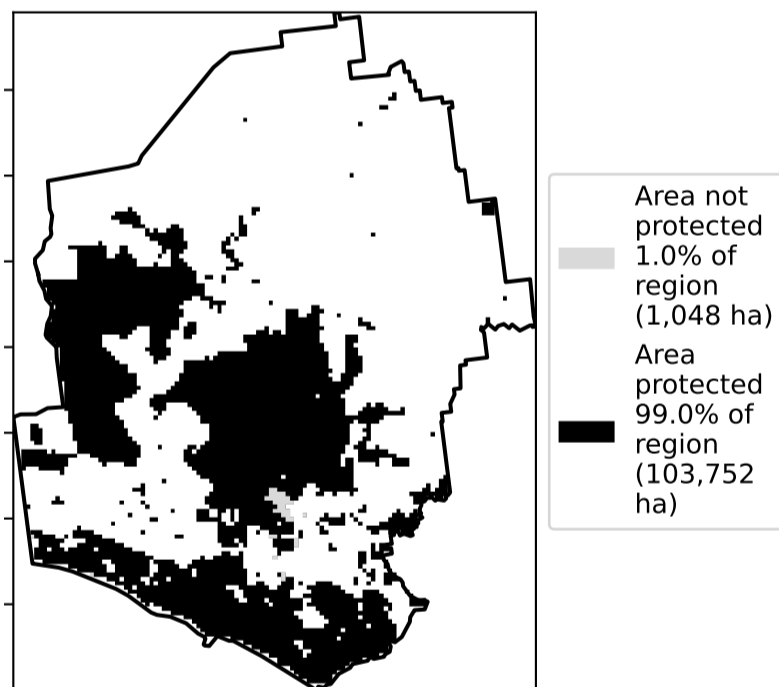 Area not
protected
1.0% of
region
(1,048 ha)
Area
protected
99.0% of
region
(103,752
ha)